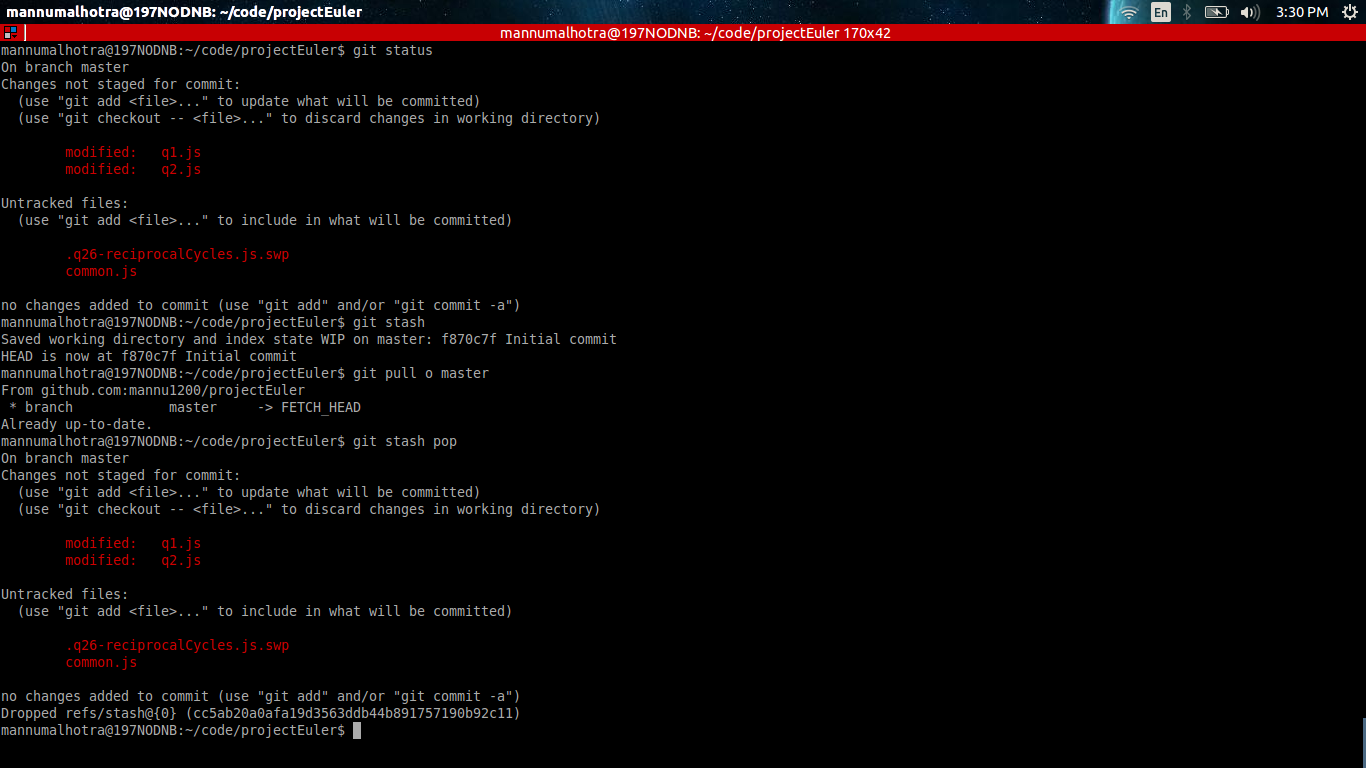 mannumalhotra@197NODNB: ~/code/projectEuler
En
3:30 PM
mannumalhotra@197NODNB: ~/code/projectEuler 170x42
mannumalhotra@197NODNB:~/code/projectEuler$ git status
On branch master
Changes not staged for commit:
  (use "git add <file>..." to update what will be committed)
  (use "git checkout -- <file>..." to discard changes in working directory)
        modified:   q1.js
        modified:   q2.js
Untracked files:
  (use "git add <file>..." to include in what will be committed)
        .q26-reciprocalCycles.js.swp
        common.js
no changes added to commit (use "git add" and/or "git commit -a")
mannumalhotra@197NODNB:~/code/projectEuler$ git stash
Saved working directory and index state WIP on master: f870c7f Initial commit
HEAD is now at f870c7f Initial commit
mannumalhotra@197NODNB:~/code/projectEuler$ git pull o master
From github.com:mannu1200/projectEuler
 * branch            master     -> FETCH_HEAD
Already up-to-date.
mannumalhotra@197NODNB:~/code/projectEuler$ git stash pop
On branch master
Changes not staged for commit:
  (use "git add <file>..." to update what will be committed)
  (use "git checkout -- <file>..." to discard changes in working directory)
        modified:   q1.js
        modified:   q2.js
Untracked files:
  (use "git add <file>..." to include in what will be committed)
        .q26-reciprocalCycles.js.swp
        common.js
no changes added to commit (use "git add" and/or "git commit -a")
Dropped refs/stash@{0} (cc5ab20a0afa19d3563ddb44b891757190b92c11)
mannumalhotra@197NODNB:~/code/projectEuler$